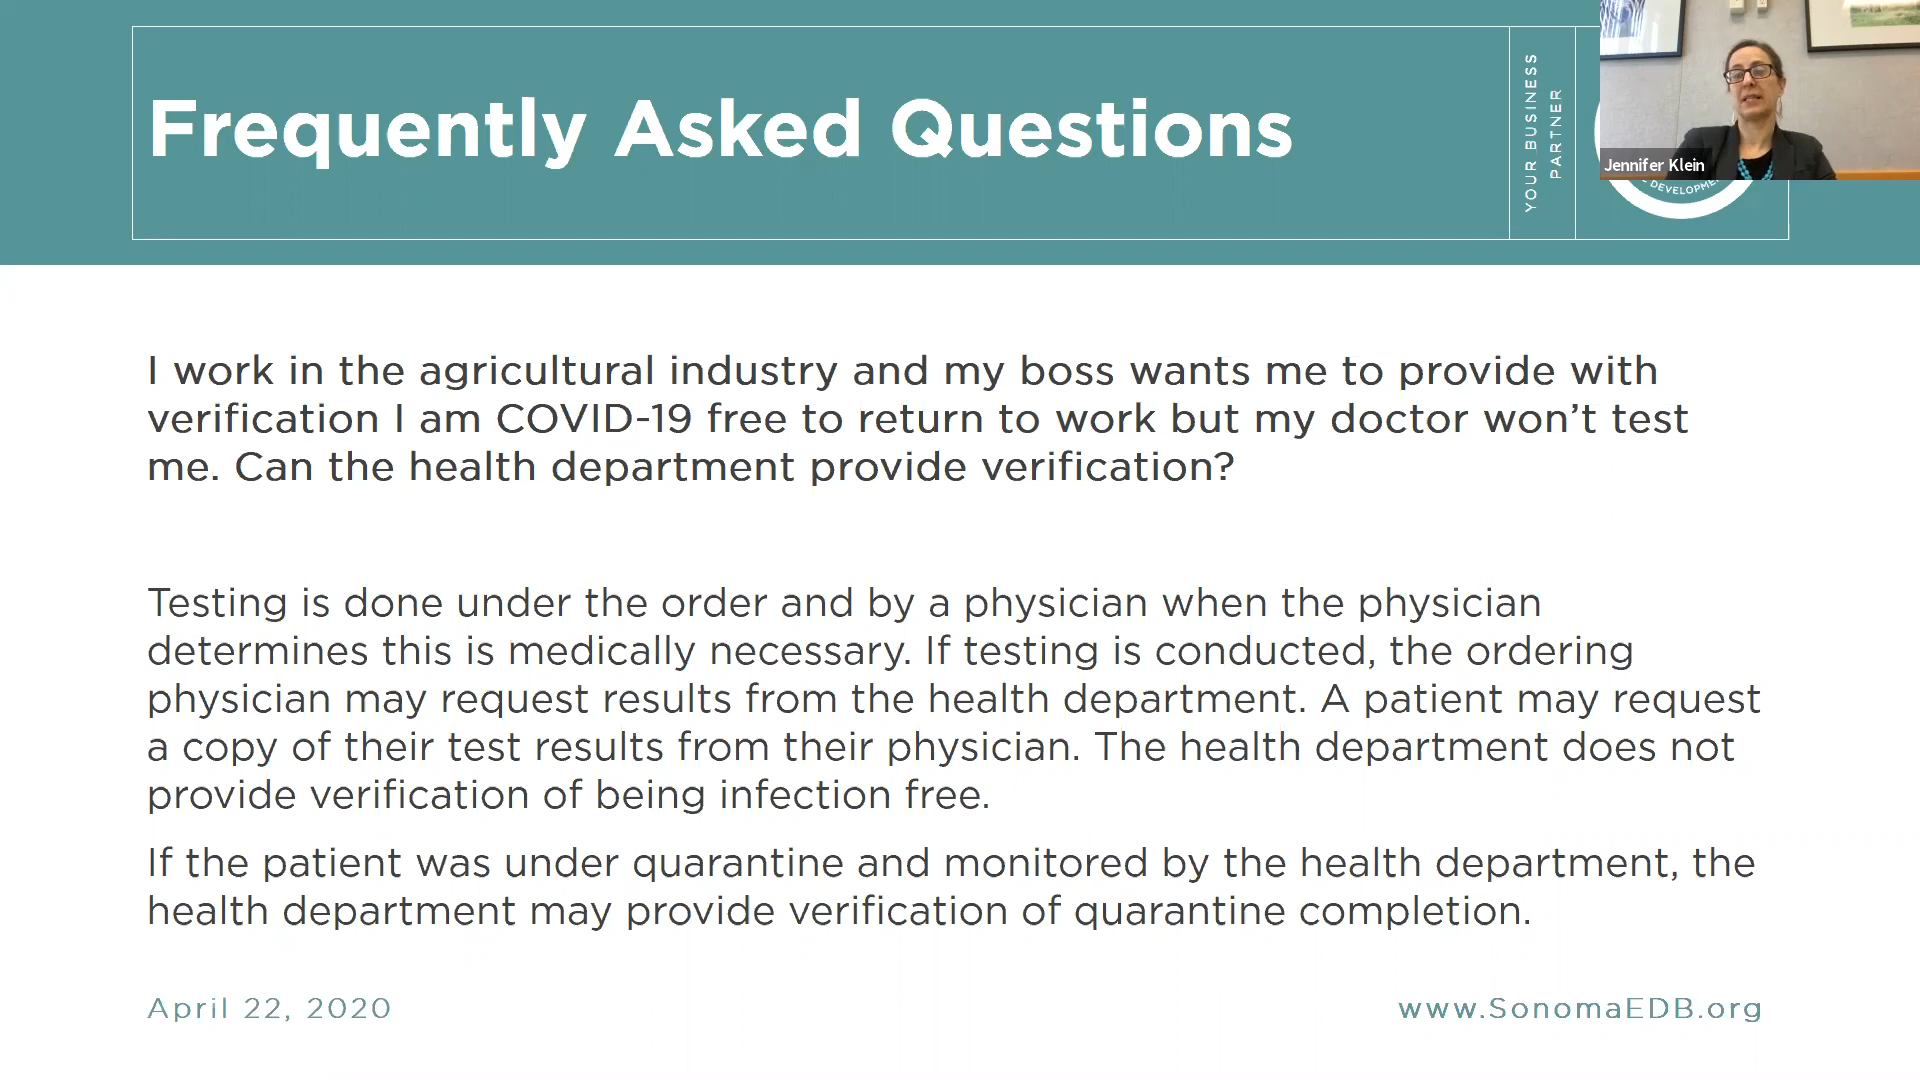 Frequently Asked Questions
YOUR BUSINESS
PARTNER
Jennifer Klein
I work in the agricultural industry and my boss wants me to provide with
verification I am COVID-19 free to return to work but my doctor won’t test
me. Can the health department provide verification?
Testing is done under the order and by a physician when the physician
determines this is medically necessary. If testing is conducted, the ordering
physician may request results from the health department. A patient may request
a copy of their test results from their physician. The health department does not
provide verification of being infection free.
If the patient was under quarantine and monitored by the health department, the
health department may provide verification of quarantine completion.
April 22, 2020
www.SonomaEDB.org